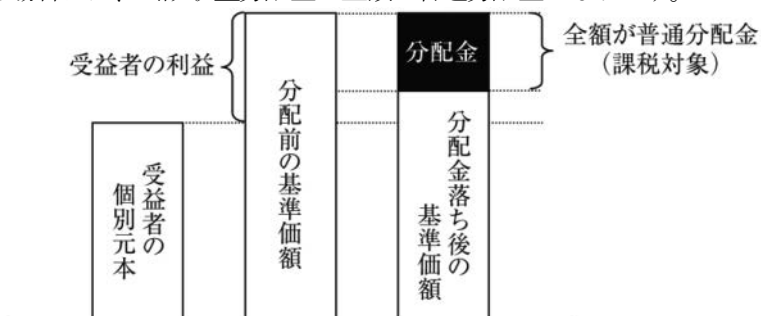 受益者の利益
分配金
全額が普通分配金
(課税対象)
受益者の
個別元本
分配前の基準価額
分配金落ち後の
基準価額